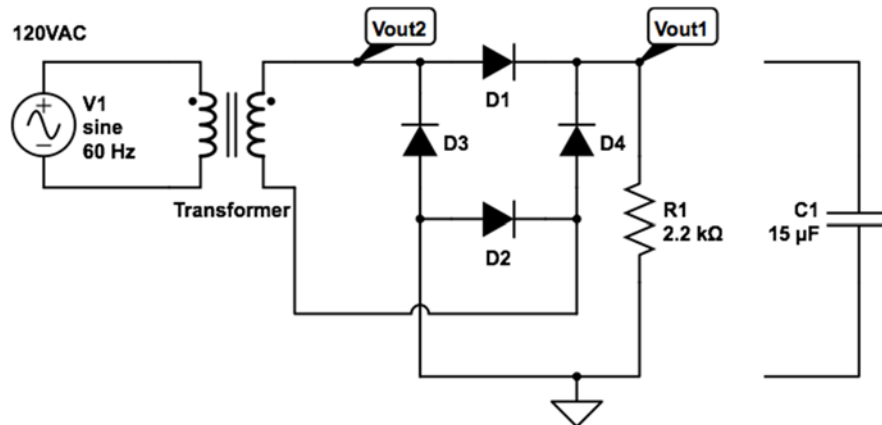 120VAC
Vout2
Vout1
V1
sine
60 Hz
Transformer
D1
D3
D4
D2
R1
2.2 kΩ
C1
15 µF